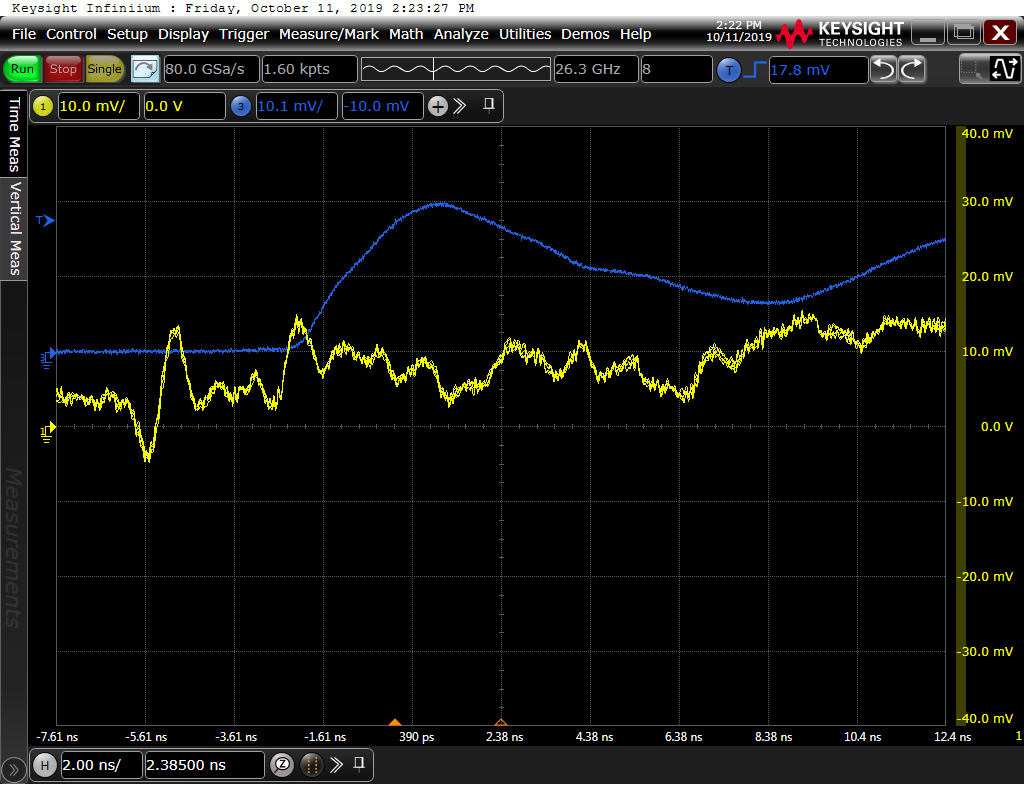 Keysight Infiniium : Friday, October 11, 2019 2:23:27 PM
File Control Setup Display Trigger Measure/Mark Math Analyze Utilities Demos Help
2:22 PM
10/11/2019
KEYSIGHT
TECHNOLOGIES
Run Stop Single 80.0 GSa/s 1.60 kpts 26.3 GHz 8 T 17.8 mV
1 10.0 mV/ 0.0 V 3 10.1 mV/ -10.0 mV +
Time Meas
Vertical Meas
Measurements
T
3
1
40.0 mV
30.0 mV
20.0 mV
10.0 mV
0.0 V
-10.0 mV
-20.0 mV
-30.0 mV
-40.0 mV
-7.61 ns -5.61 ns -3.61 ns -1.61 ns 390 ps 2.38 ns 4.38 ns 6.38 ns 8.38 ns 10.4 ns 12.4 ns 1
H 2.00 ns/ 2.38500 ns Z